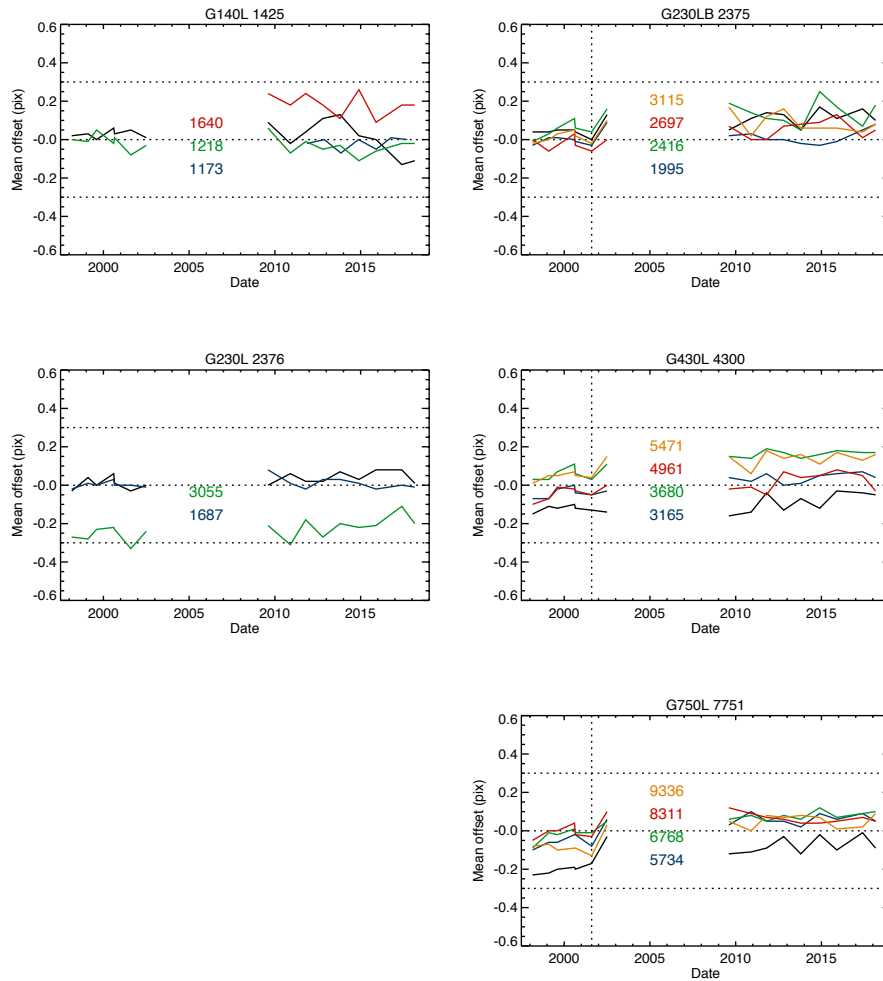 G140L 1425
0.6
0.4
0.2
-0.0
-0.2
-0.4
-0.6
Mean offset (pix)
1640
1218
1173
2000 2005 2010 2015
Date
G230LB 2375
0.6
0.4
0.2
-0.0
-0.2
-0.4
-0.6
Mean offset (pix)
3115
2697
2416
1995
2000 2005 2010 2015
Date
G230L 2376
0.6
0.4
0.2
-0.0
-0.2
-0.4
-0.6
Mean offset (pix)
3055
1687
2000 2005 2010 2015
Date
G430L 4300
0.6
0.4
0.2
-0.0
-0.2
-0.4
-0.6
Mean offset (pix)
5471
4961
3680
3165
2000 2005 2010 2015
Date
G750L 7751
0.6
0.4
0.2
-0.0
-0.2
-0.4
-0.6
Mean offset (pix)
9336
8311
6768
5734
2000 2005 2010 2015
Date